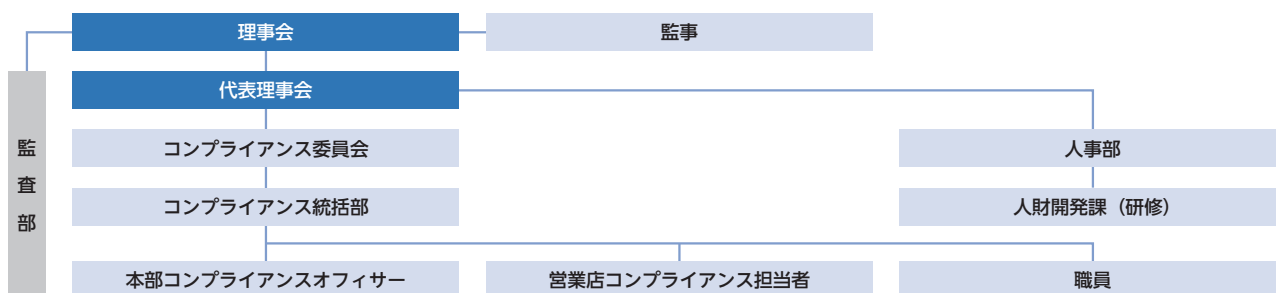 理事会
監事
代表理事会
監査部
コンプライアンス委員会
人事部
コンプライアンス統括部
人財開発課（研修）
本部コンプライアンスオフィサー
営業店コンプライアンス担当者
職員